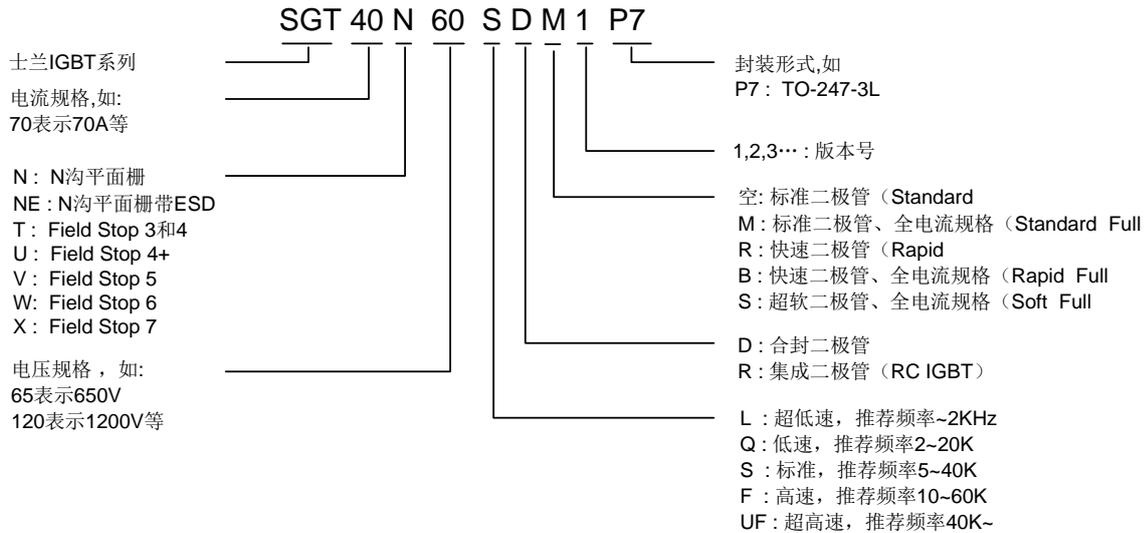 SGT 40 N 60 S D M 1 P7
士兰IGBT系列
电流规格,如:
70表示70A等
N : N沟平面栅
NE : N沟平面栅带ESD
T : Field Stop 3和4
U : Field Stop 4+
V : Field Stop 5
W: Field Stop 6
X : Field Stop 7
电压规格 ，如:
65表示650V
120表示1200V等
封装形式,如
P7 : TO-247-3L
1,2,3… : 版本号
空: 标准二极管（Standard
M : 标准二极管、全电流规格（Standard Full
R : 快速二极管（Rapid
B : 快速二极管、全电流规格（Rapid Full
S : 超软二极管、全电流规格（Soft Full
D : 合封二极管
R : 集成二极管（RC IGBT）
L : 超低速，推荐频率~2KHz
Q : 低速，推荐频率2~20K
S : 标准，推荐频率5~40K
F : 高速，推荐频率10~60K
UF : 超高速，推荐频率40K~